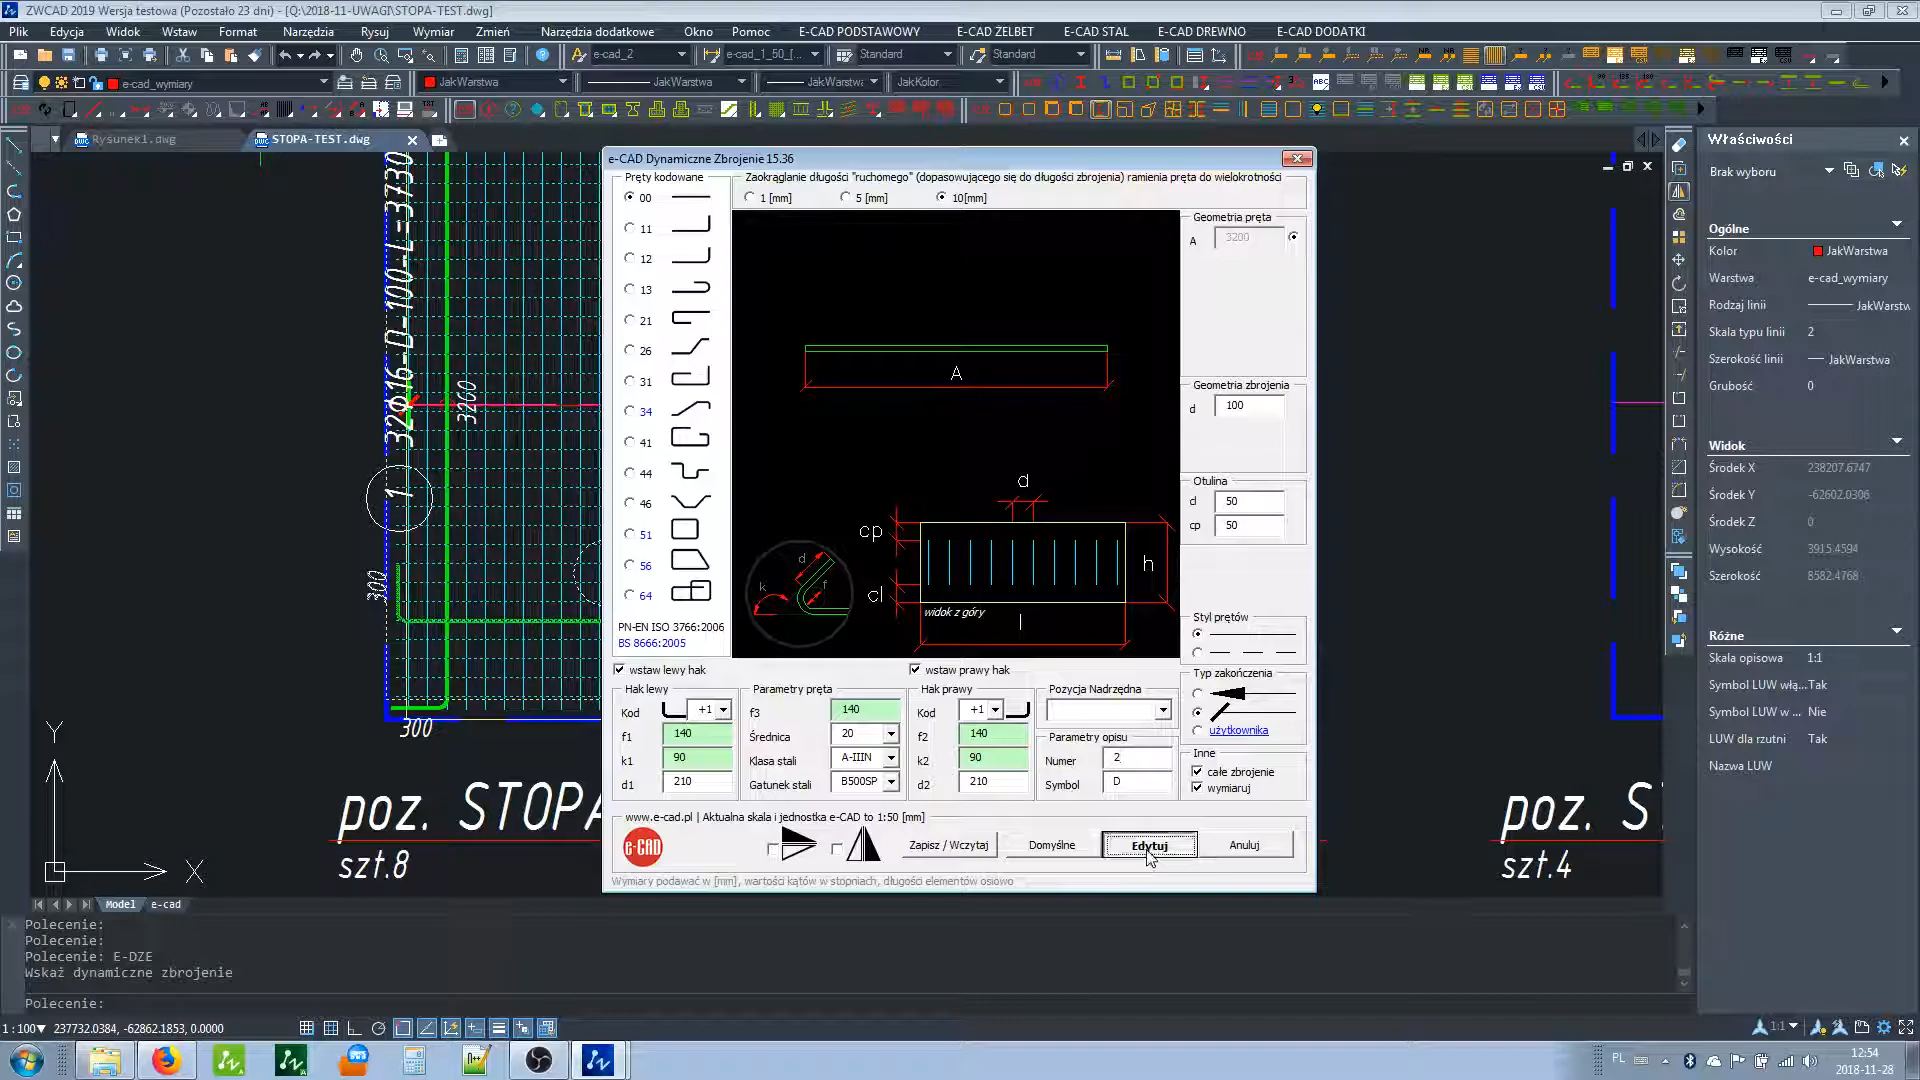 ZWCAD 2019 Wersja testowa (Pozostało 23 dni) - [Q:\2018-11-UWAGI\STOPA-TEST.dwg]
Plik Edycja Widok Wstaw Format Narzędzia Rysuj Wymiar Zmień Narzędzia dodatkowe Okno Pomoc E-CAD PODSTAWOWY E-CAD ŻELBET E-CAD STAL E-CAD DREWNO E-CAD DODATKI
e-cad_2 e-cad_1_50_[... Standard Standard
e-cad_wymiary JakWarstwa JakWarstwa JakWarstwa JakKolor
Rysunek1.dwg STOPA-TEST.dwg
32Φ16-D-100-L=3730
3200
1
300
300
poz. STOPA
szt.8
poz. S
szt.4
Y
X
e-CAD Dynamiczne Zbrojenie 15.36
Pręty kodowane
00
11
12
13
21
26
31
34
41
44
46
51
56
64
PN-EN ISO 3766:2006
BS 8666:2005
Zaokrąglanie długości "ruchomego" (dopasowującego się do długości zbrojenia) ramienia pręta do wielokrotności
1 [mm] 5 [mm] 10[mm]
A
d
cp
cl
h
l
widok z góry
d
k
f
Geometria pręta
A 3200
Geometria zbrojenia
d 100
Otulina
cl 50
cp 50
Styl prętów
Typ zakończenia
użytkownika
Inne
całe zbrojenie
wymiaruj
wstaw lewy hak
wstaw prawy hak
Hak lewy
Kod +1
f1 140
k1 90
d1 210
Parametry pręta
f3 140
Średnica 20
Klasa stali A-IIIN
Gatunek stali B500SP
Hak prawy
Kod +1
f2 140
k2 90
d2 210
Pozycja Nadrzędna
Parametry opisu
Numer 2
Symbol D
www.e-cad.pl | Aktualna skala i jednostka e-CAD to 1:50 [mm]
e-CAD
Zapisz / Wczytaj Domyślne Edytuj Anuluj
Wymiary podawać w [mm], wartości kątów w stopniach, długości elementów osiowo
Właściwości
Brak wyboru
Ogólne
Kolor JakWarstwa
Warstwa e-cad_wymiary
Rodzaj linii JakWarstw
Skala typu linii 2
Szerokość linii JakWarstwa
Grubość 0
Widok
Środek X 238207.6747
Środek Y -62602.0306
Środek Z 0
Wysokość 3915.4594
Szerokość 8582.4768
Różne
Skala opisowa 1:1
Symbol LUW włą... Tak
Symbol LUW w ... Nie
LUW dla rzutni Tak
Nazwa LUW
Model e-cad
Polecenie:
Polecenie:
Polecenie: E-DZE
Wskaż dynamiczne zbrojenie
Polecenie:
1 : 100 237732.0384, -62862.1853, 0.0000
1:1
PL
12:54
2018-11-28